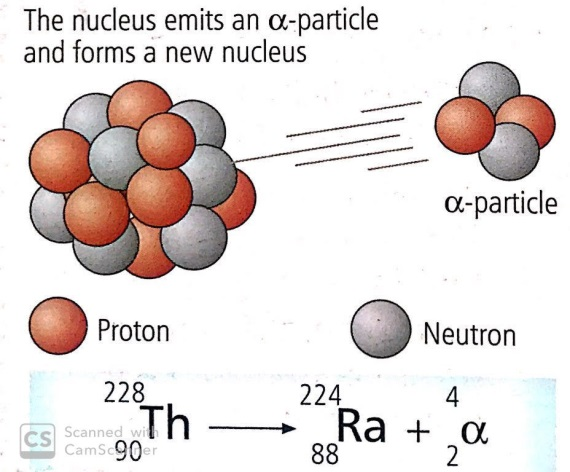 The nucleus emits an α-particle
and forms a new nucleus
α-particle
Proton
Neutron
228 224 4
Th → Ra + α
90 88 2
CS Scanned with
CamScanner